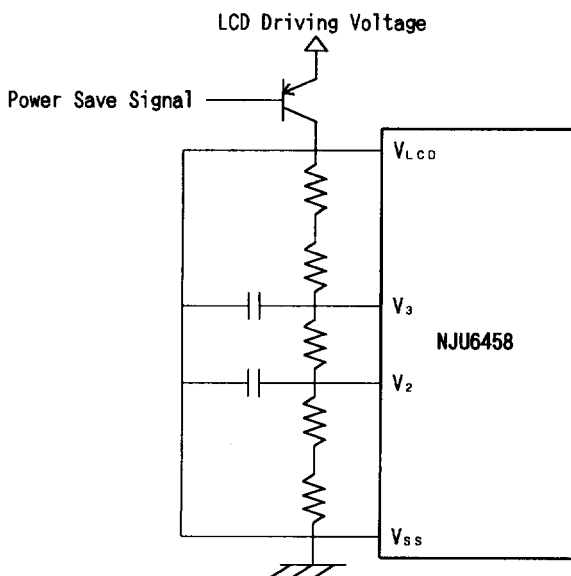 LCD Driving Voltage
Power Save Signal
VLCD
V3
NJU6458
V2
VSS